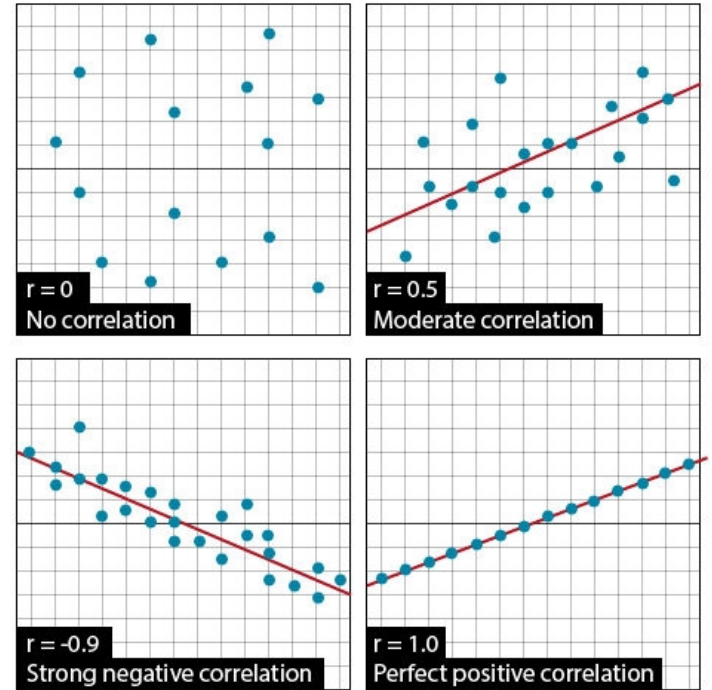 r = 0
No correlation
r = 0.5
Moderate correlation
r = -0.9
Strong negative correlation
r = 1.0
Perfect positive correlation